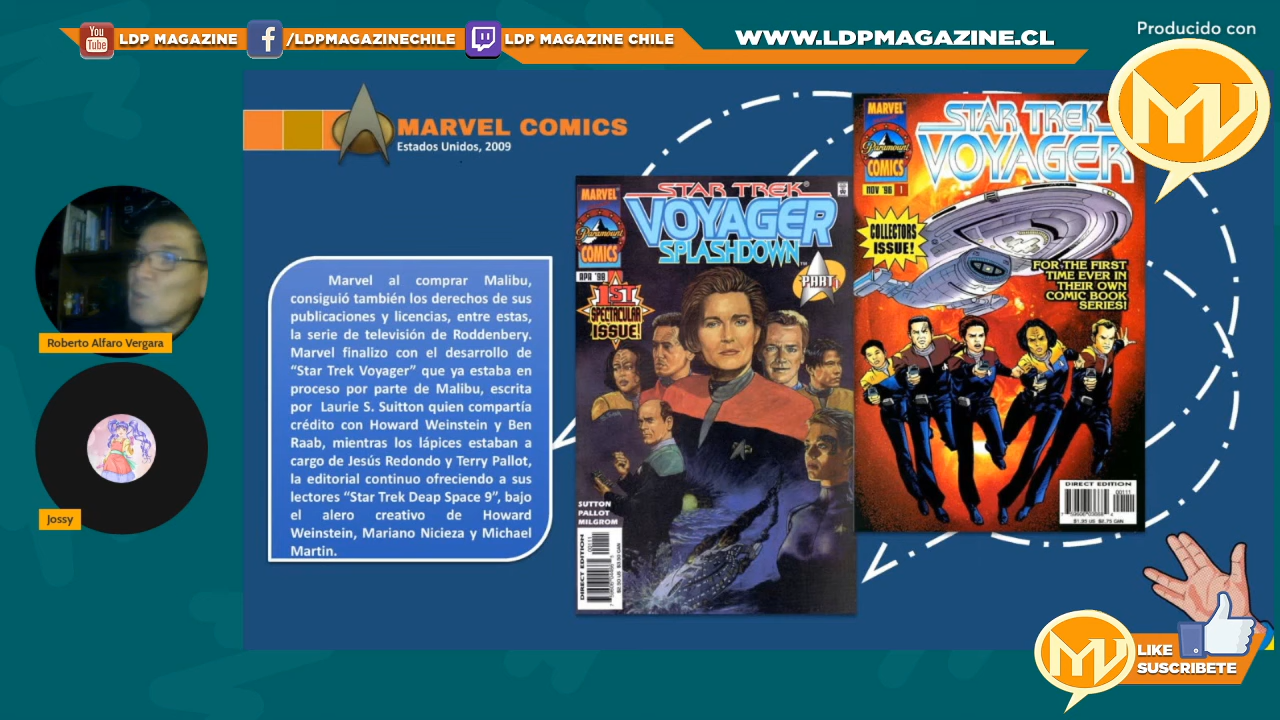 YouTube LDP MAGAZINE
/LDPMAGAZINECHILE
LDP MAGAZINE CHILE
WWW.LDPMAGAZINE.CL
Producido con
MV
MARVEL COMICS
Estados Unidos, 2009
Roberto Alfaro Vergara
Jossy
Marvel al comprar Malibu,
consiguió también los derechos de sus
publicaciones y licencias, entre estas,
la serie de televisión de Roddenbery.
Marvel finalizo con el desarrollo de
“Star Trek Voyager” que ya estaba en
proceso por parte de Malibu, escrita
por Laurie S. Suitton quien compartía
crédito con Howard Weinstein y Ben
Raab, mientras los lápices estaban a
cargo de Jesús Redondo y Terry Pallot,
la editorial continuo ofreciendo a sus
lectores “Star Trek Deap Space 9”, bajo
el alero creativo de Howard
Weinstein, Mariano Nicieza y Michael
Martin.
MARVEL
Paramount
COMICS
APR '98
STAR TREK
VOYAGER
SPLASHDOWN
PART 1
1ST
SPECTACULAR
ISSUE!
SUTTON
PALLOT
MILGROM
DIRECT EDITION
MARVEL
Paramount
COMICS
NOV '96 1
STAR TREK
VOYAGER
COLLECTORS
ISSUE!
FOR THE FIRST
TIME EVER IN
THEIR OWN
COMIC BOOK
SERIES!
DIRECT EDITION
MV
LIKE
SUSCRIBETE